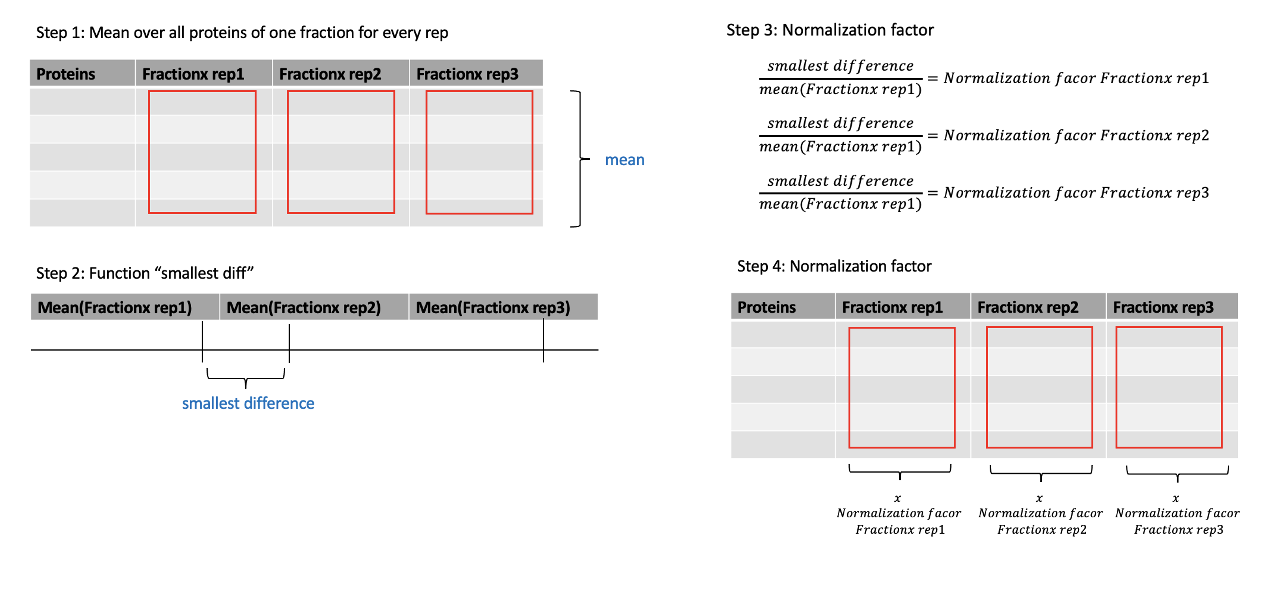 Step 1: Mean over all proteins of one fraction for every rep
Proteins Fractionx rep1 Fractionx rep2 Fractionx rep3
mean
Step 2: Function “smallest diff”
Mean(Fractionx rep1) Mean(Fractionx rep2) Mean(Fractionx rep3)
smallest difference
Step 3: Normalization factor
smallest difference
mean(Fractionx rep1) = Normalization facor Fractionx rep1
smallest difference
mean(Fractionx rep1) = Normalization facor Fractionx rep2
smallest difference
mean(Fractionx rep1) = Normalization facor Fractionx rep3
Step 4: Normalization factor
Proteins Fractionx rep1 Fractionx rep2 Fractionx rep3
x
Normalization facor
Fractionx rep1
x
Normalization facor
Fractionx rep2
x
Normalization facor
Fractionx rep3